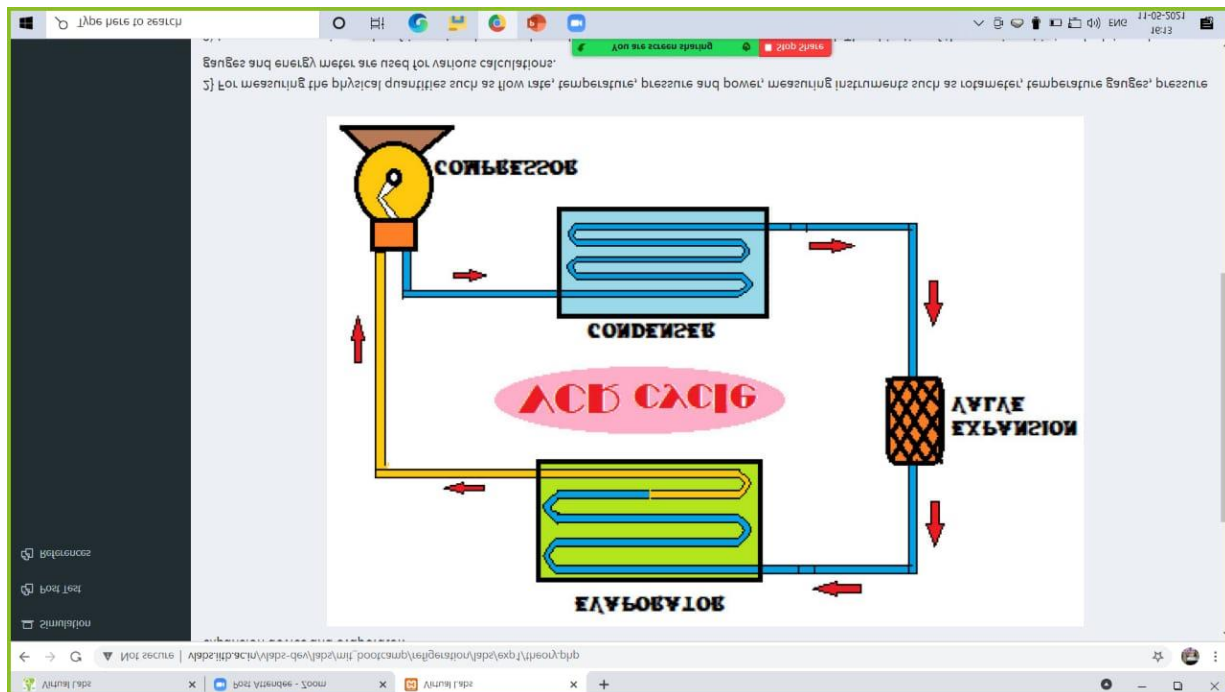 Virtual Labs × Post Attendee - Zoom × Virtual Labs ×
Not secure | vlabs.iitb.ac.in/vlabs-dev/labs/mit_bootcamp/refigeration/labs/exp1/theory.php
Simulation
Post Test
References
EVAPORATOR
EXPANSION
VALVE
VCR cycle
CONDENSER
COMPRESSOR
2) For measuring the physical quantities such as flow rate, temperature, pressure and power, measuring instruments such as rotameter, temperature gauges, pressure
gauges and energy meter are used for various calculations.
You are screen sharing Stop Share
Type here to search
ENG
16:13
11-05-2021